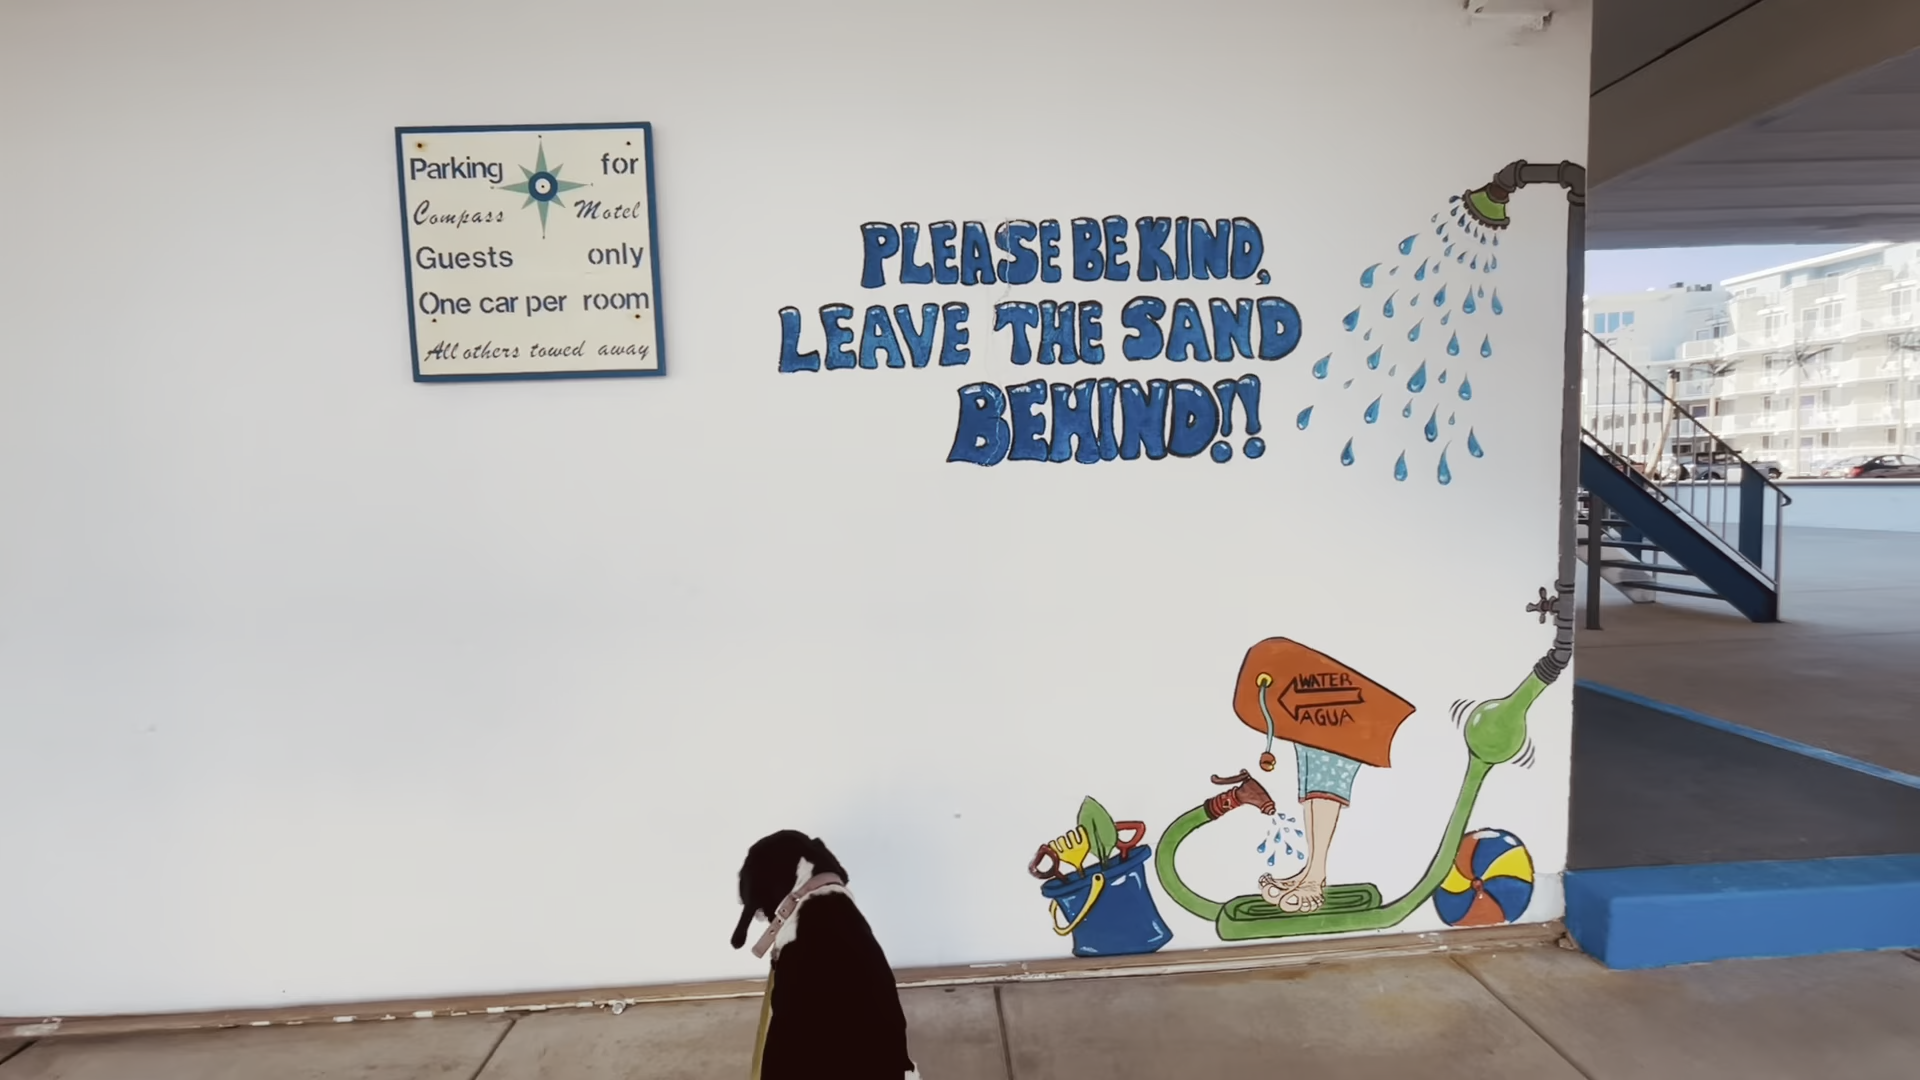 Parking for
Compass Motel
Guests only
One car per room
All others towed away
PLEASE BE KIND,
LEAVE THE SAND
BEHIND!!
WATER
AGUA